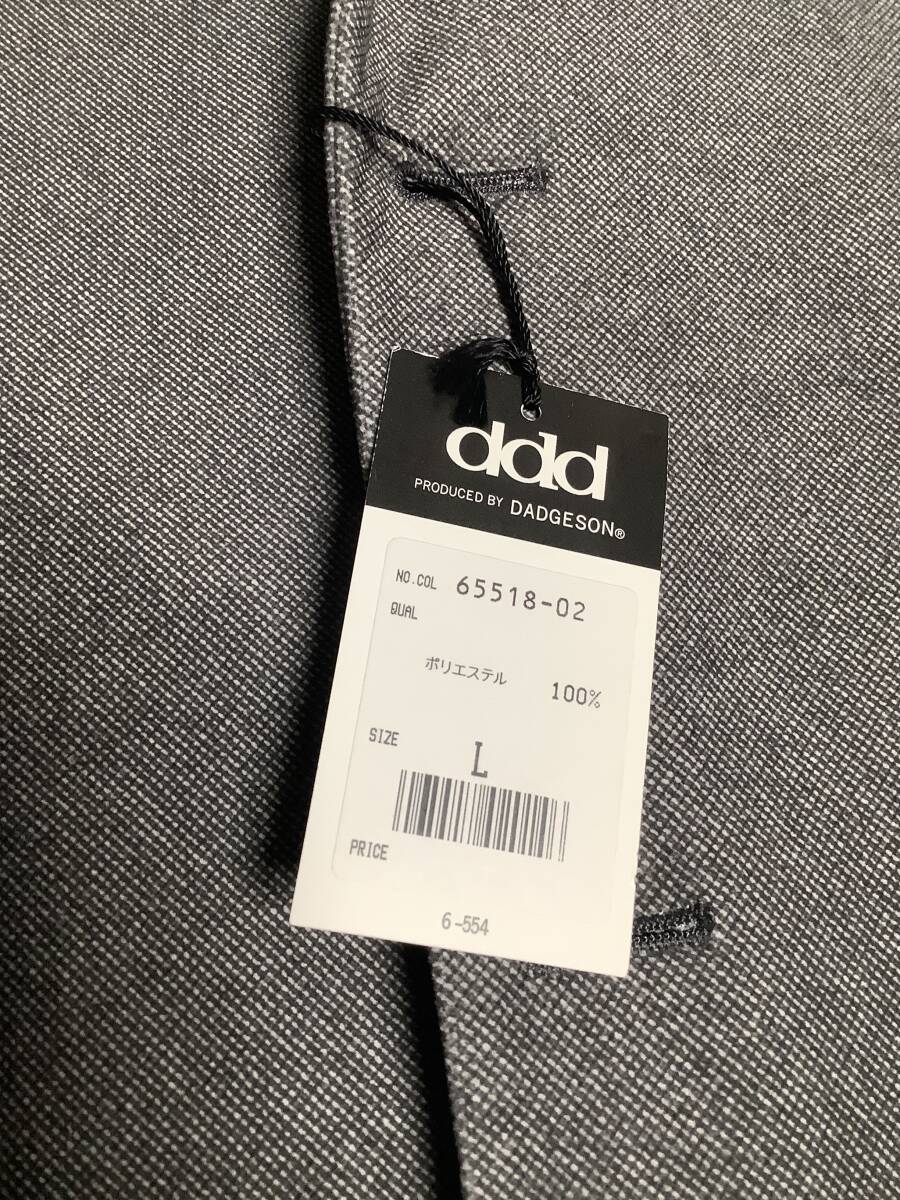 ddd
PRODUCED BY DADGESON®
NO.COL 65518-02
QUAL
ポリエステル 100%
SIZE L
PRICE
6-554